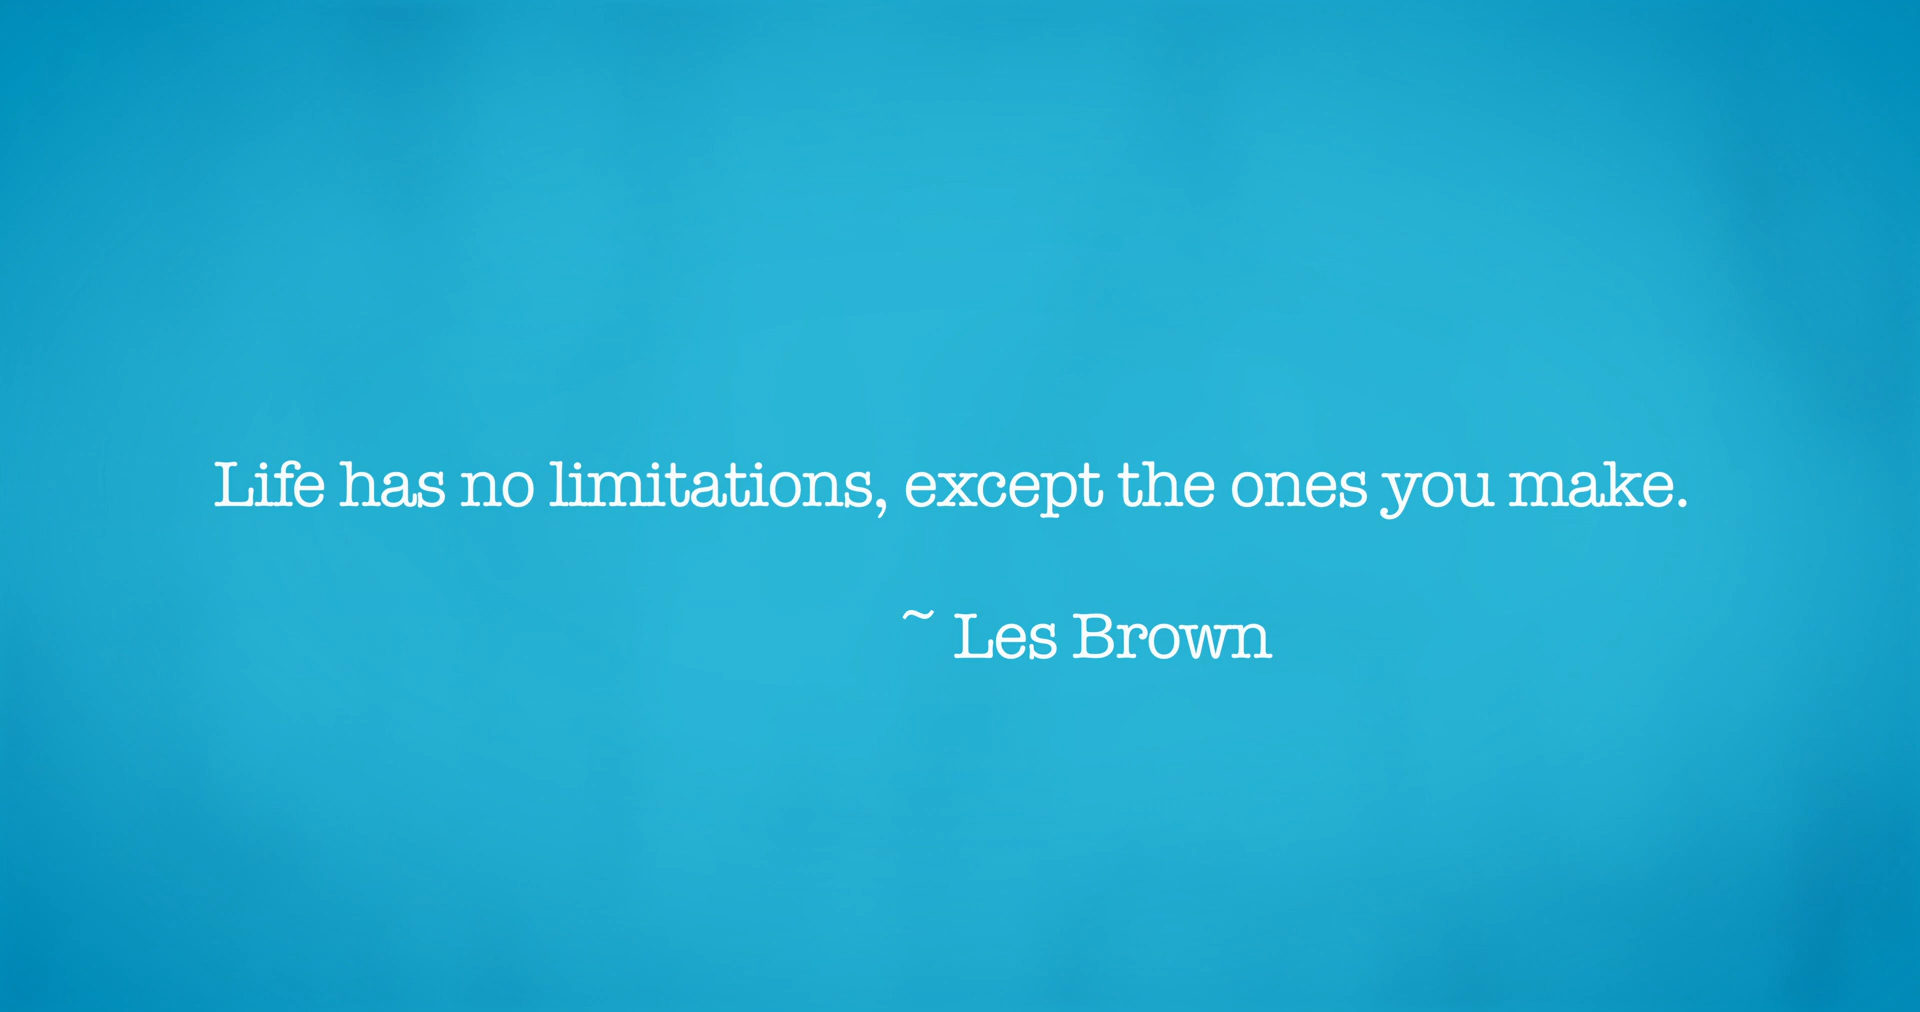 Life has no limitations, except the ones you make.
~ Les Brown